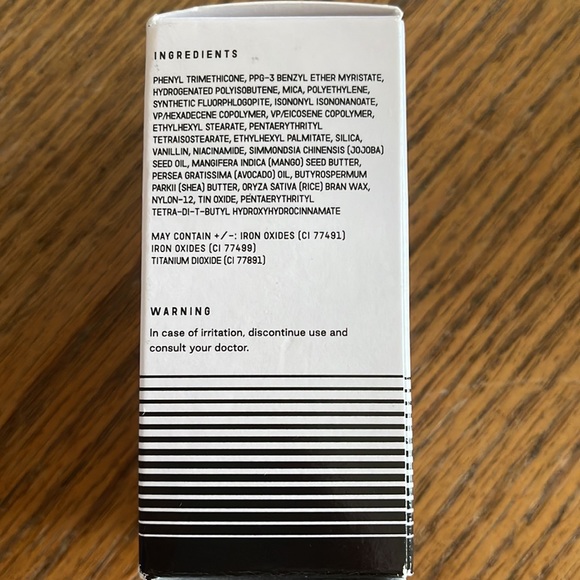 INGREDIENTS
PHENYL TRIMETHICONE, PPG-3 BENZYL ETHER MYRISTATE,
HYDROGENATED POLYISOBUTENE, MICA, POLYETHYLENE,
SYNTHETIC FLUORPHLOGOPITE, ISONONYL ISONONANOATE,
VP/HEXADECENE COPOLYMER, VP/EICOSENE COPOLYMER,
ETHYLHEXYL STEARATE, PENTAERYTHRITYL
TETRAISOSTEARATE, ETHYLHEXYL PALMITATE, SILICA,
VANILLIN, NIACINAMIDE, SIMMONDSIA CHINENSIS (JOJOBA)
SEED OIL, MANGIFERA INDICA (MANGO) SEED BUTTER,
PERSEA GRATISSIMA (AVOCADO) OIL, BUTYROSPERMUM
PARKII (SHEA) BUTTER, ORYZA SATIVA (RICE) BRAN WAX,
NYLON-12, TIN OXIDE, PENTAERYTHRITYL
TETRA-DI-T-BUTYL HYDROXYHYDROCINNAMATE
MAY CONTAIN +/-: IRON OXIDES (CI 77491)
IRON OXIDES (CI 77499)
TITANIUM DIOXIDE (CI 77891)
WARNING
In case of irritation, discontinue use and
consult your doctor.